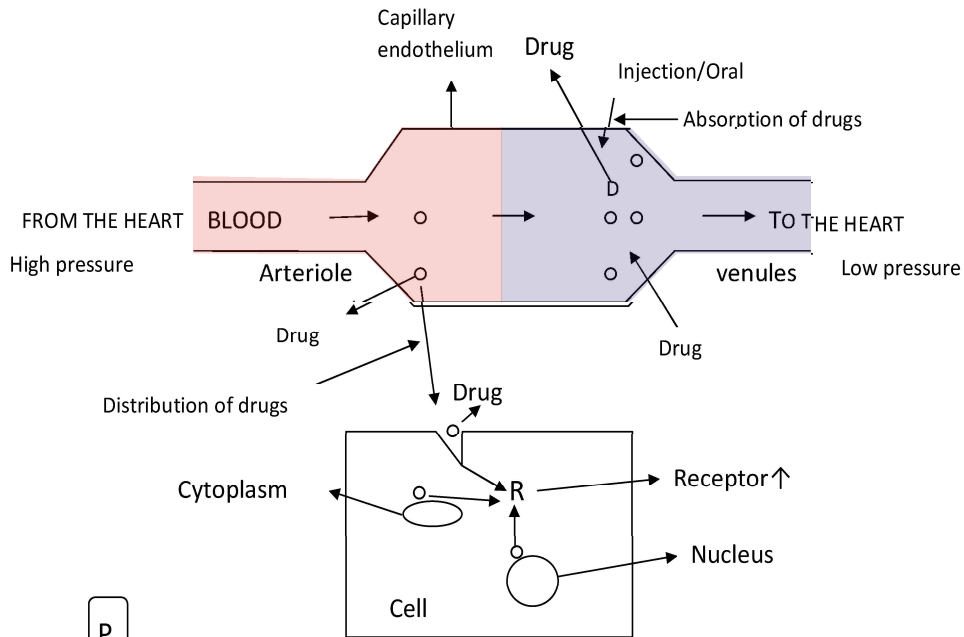 Capillary
endothelium
Drug
Injection/Oral
Absorption of drugs
D
FROM THE HEART
BLOOD
TO THE HEART
High pressure
Arteriole
venules
Low pressure
Drug
Drug
Distribution of drugs
Drug
Cytoplasm
R
Receptor↑
Nucleus
Cell
P